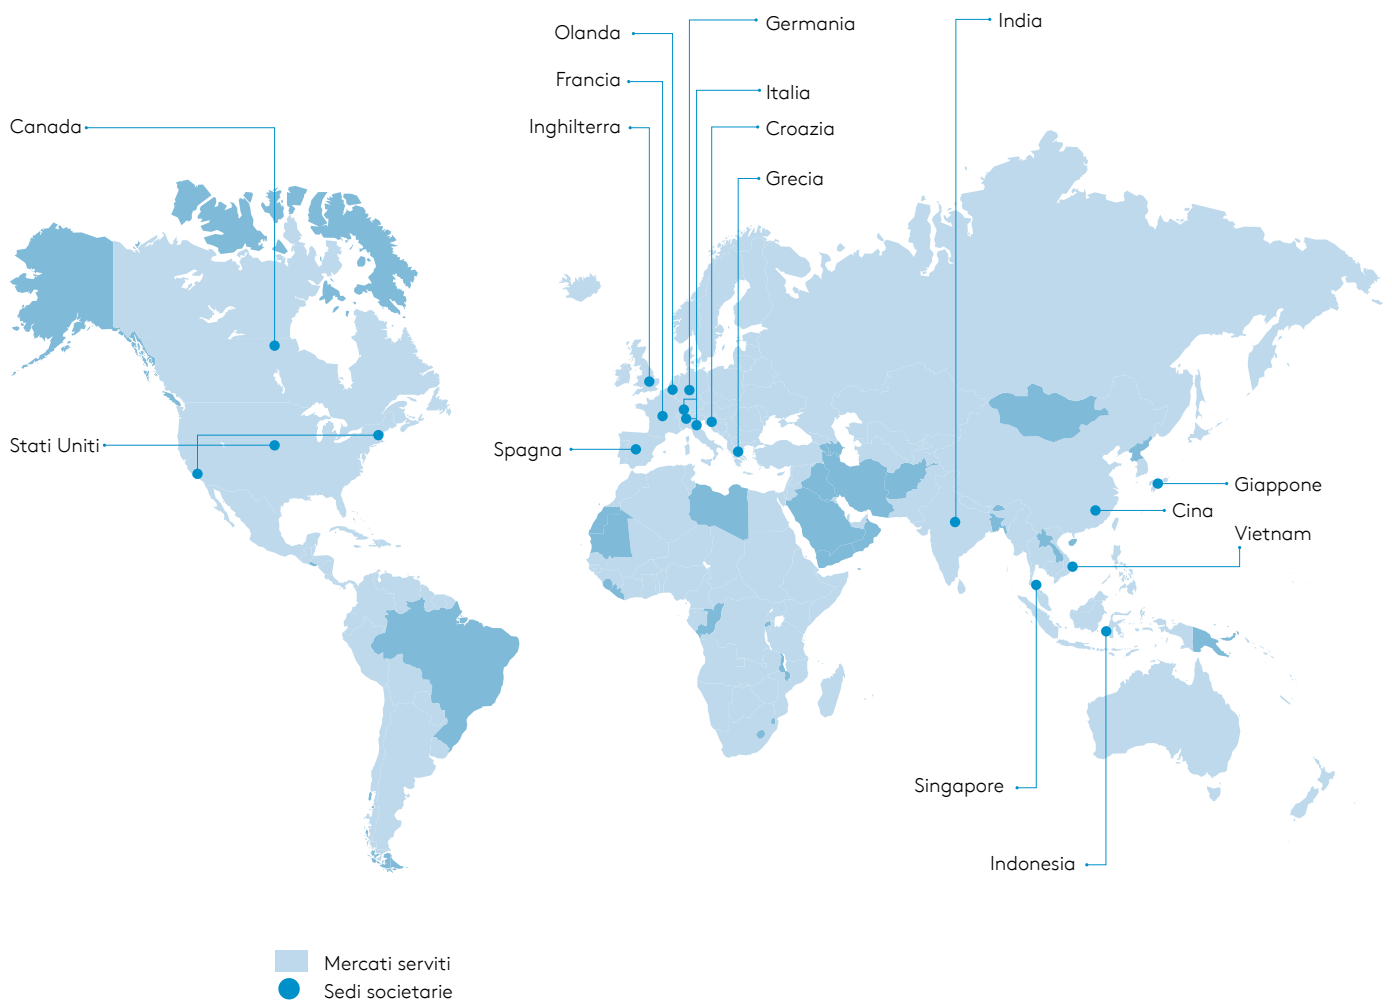 Olanda
Germania
India
Francia
Italia
Canada
Inghilterra
Croazia
Grecia
Stati Uniti
Spagna
Giappone
Cina
Vietnam
Singapore
Indonesia
Mercati serviti
Sedi societarie